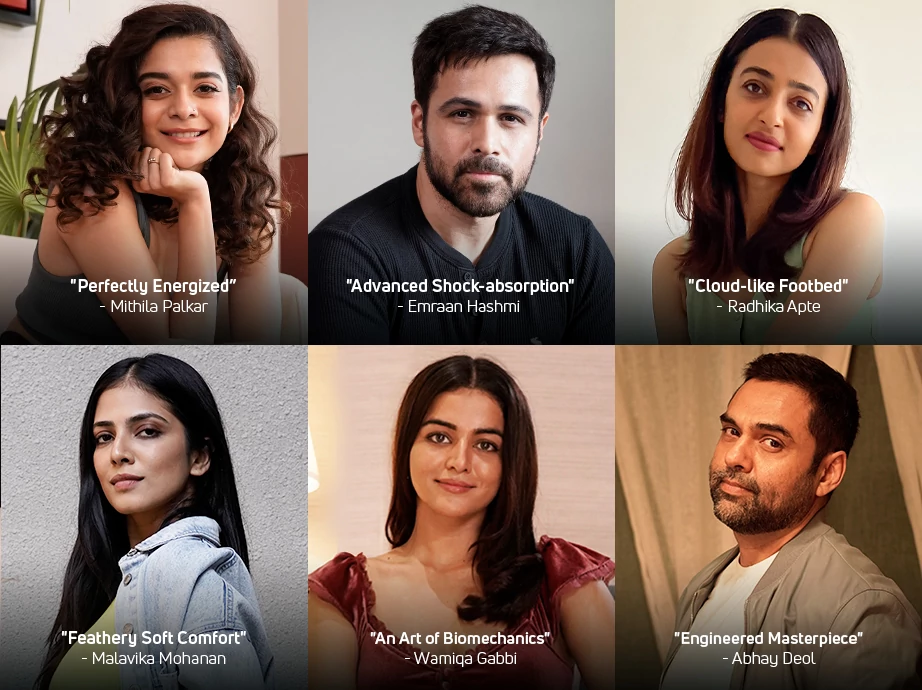 "Perfectly Energized”
- Mithila Palkar
"Advanced Shock-absorption"
- Emraan Hashmi
"Cloud-like Footbed"
- Radhika Apte
"Feathery Soft Comfort"
- Malavika Mohanan
"An Art of Biomechanics"
- Wamiqa Gabbi
"Engineered Masterpiece"
- Abhay Deol